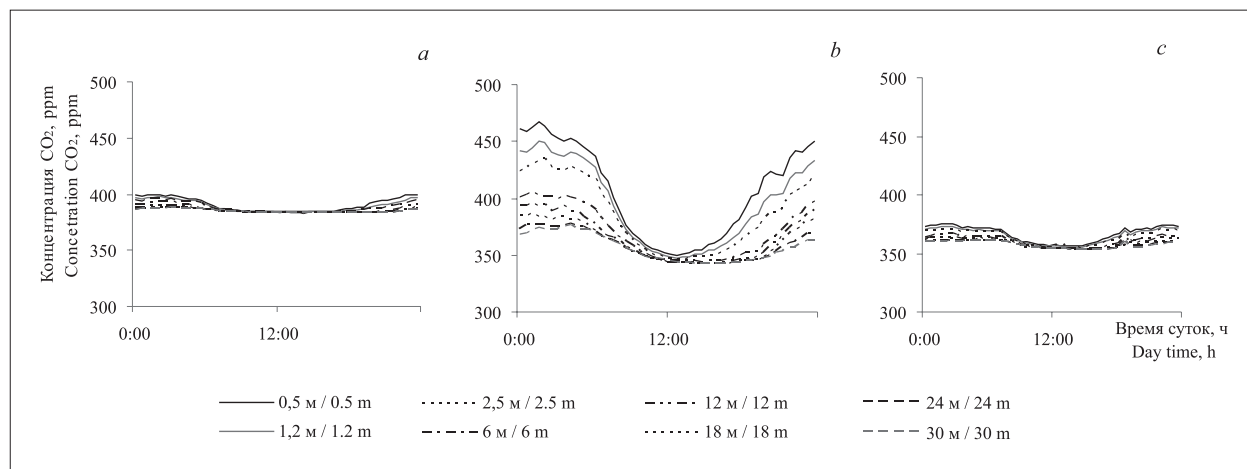 Концентрация CO2, ppm
Concetration CO2, ppm
a
500
450
400
350
300
0:00
12:00
b
500
450
400
350
300
0:00
12:00
c
500
450
400
350
300
0:00
12:00
Время суток, ч
Day time, h
0,5 м / 0.5 m
2,5 м / 2.5 m
12 м / 12 m
24 м / 24 m
1,2 м / 1.2 m
6 м / 6 m
18 м / 18 m
30 м / 30 m